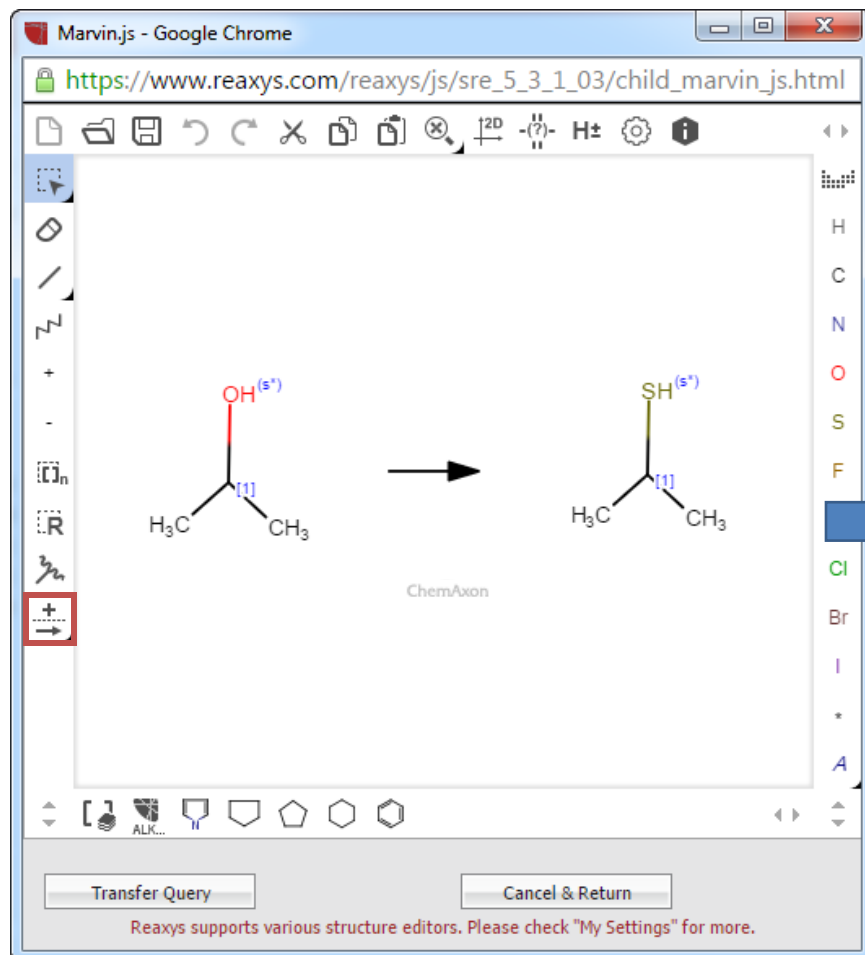 Marvin.js - Google Chrome
https://www.reaxys.com/reaxys/js/sre_5_3_1_03/child_marvin_js.html
2D
-(?)-
H±
H
C
N
+
O
-
S
[ ]n
F
R
Cl
+
Br
I
*
A
OH(s*)
[1]
H3C
CH3
SH(s*)
[1]
H3C
CH3
ChemAxon
ALK...
N
Transfer Query
Cancel & Return
Reaxys supports various structure editors. Please check "My Settings" for more.